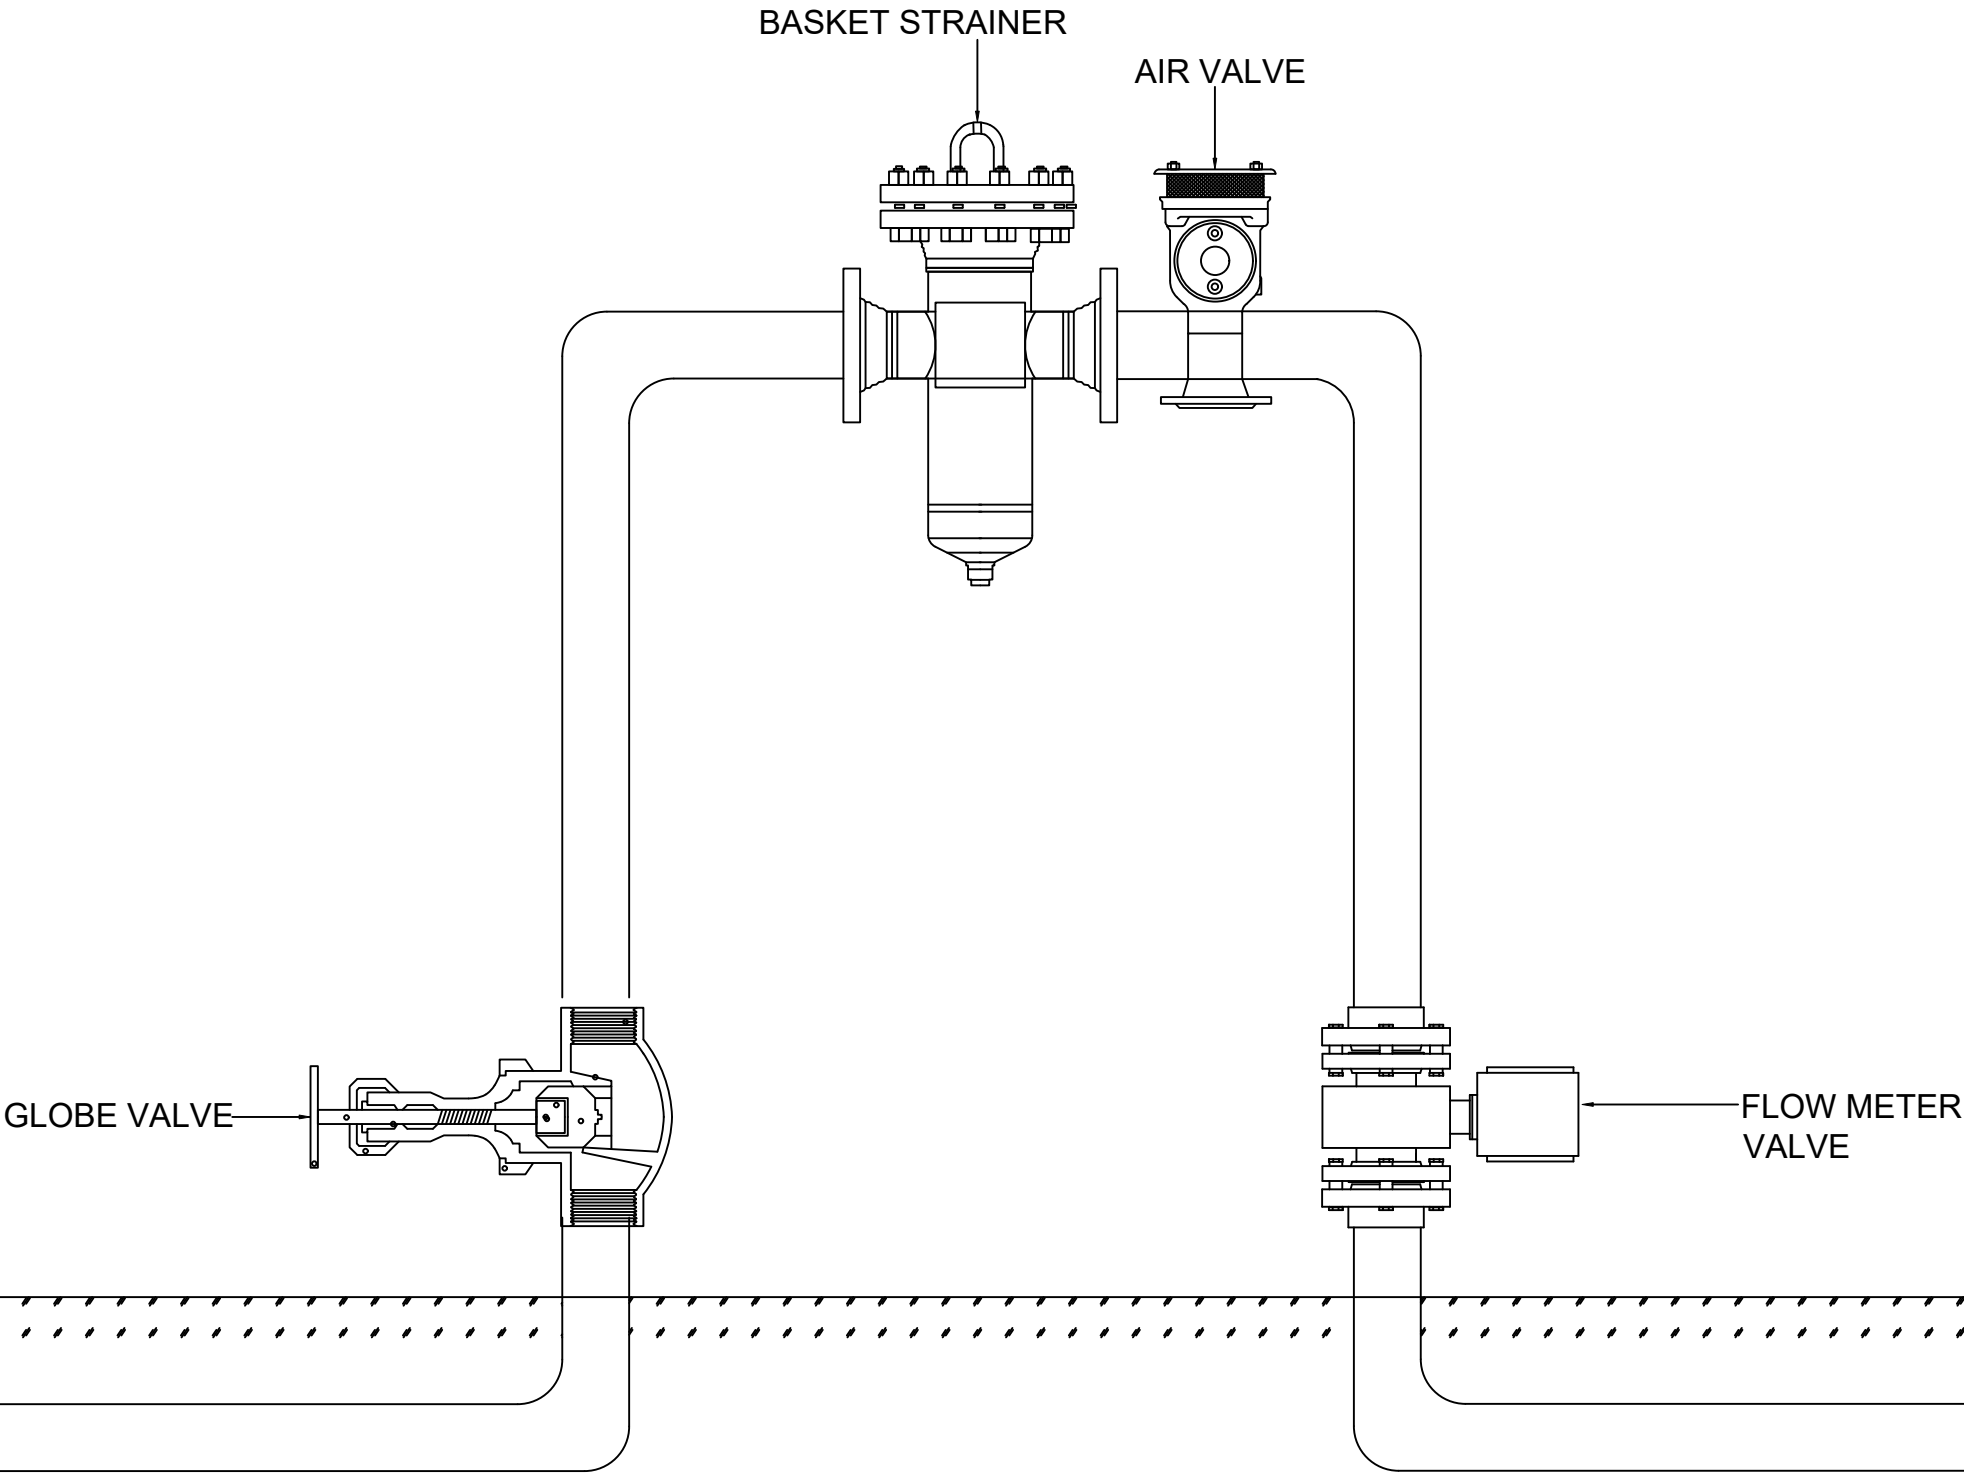 BASKET STRAINER
AIR VALVE
GLOBE VALVE
FLOW METER
VALVE